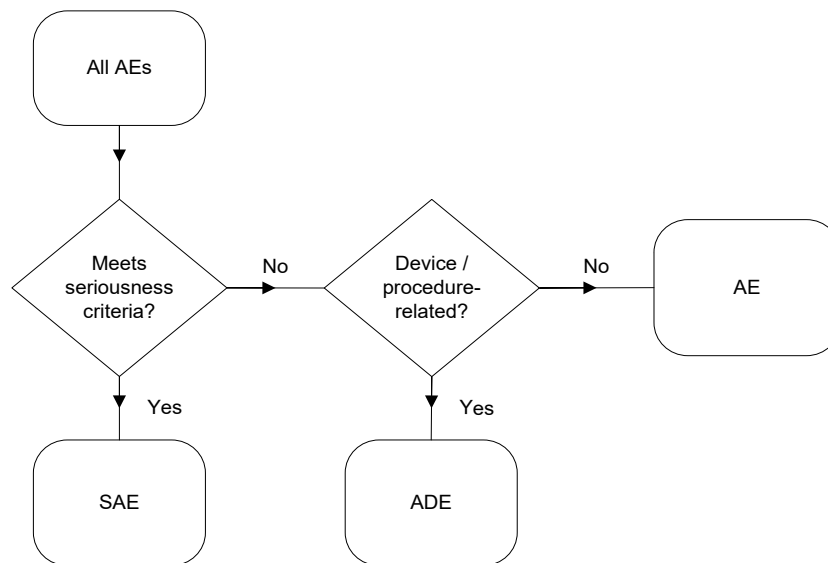 All AEs
Meets
seriousness
criteria?
No
Device /
procedure-
related?
No
AE
Yes
Yes
SAE
ADE